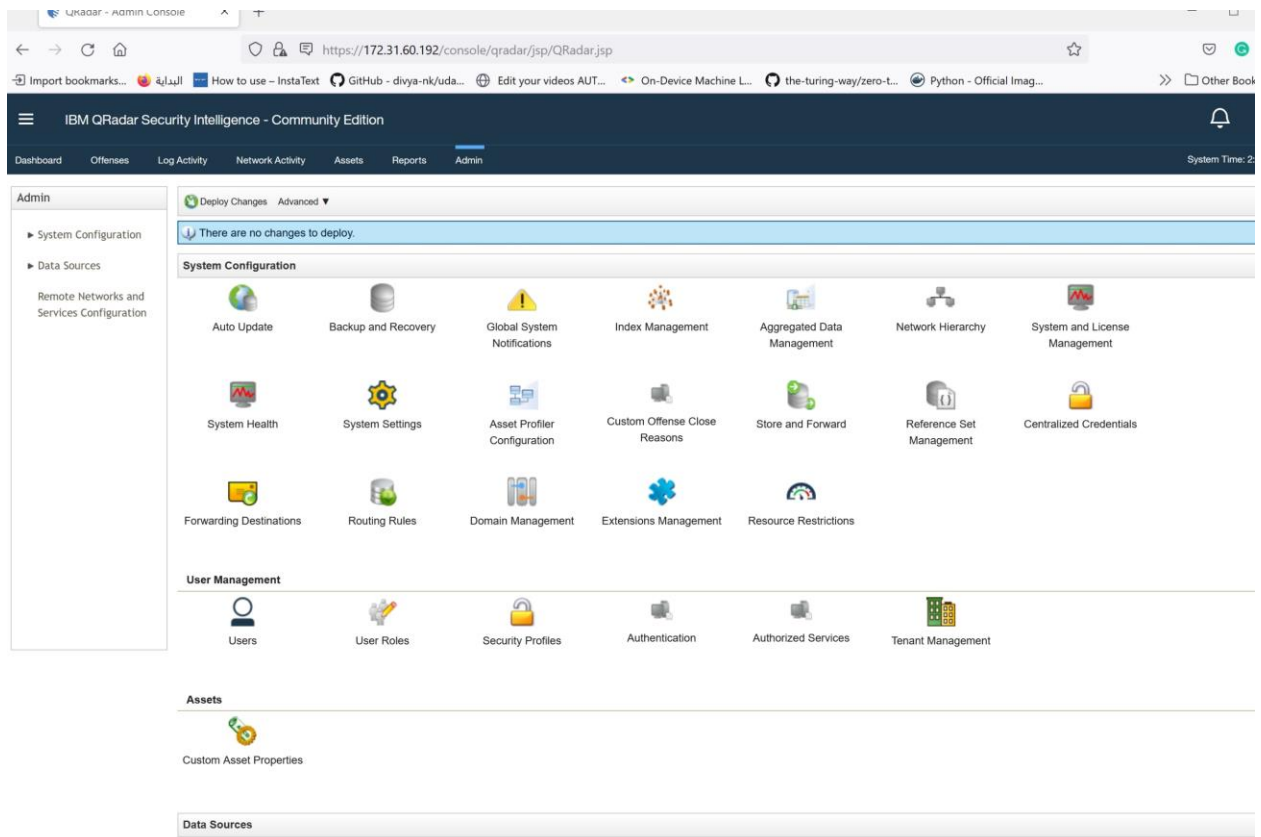 QRadar - Admin Console
https://172.31.60.192/console/qradar/jsp/QRadar.jsp
Import bookmarks... البداية How to use – InstaText GitHub - divya-nk/uda... Edit your videos AUT... On-Device Machine L... the-turing-way/zero-t... Python - Official Imag... Other Book
IBM QRadar Security Intelligence - Community Edition
Dashboard Offenses Log Activity Network Activity Assets Reports Admin System Time: 2:
Admin
System Configuration
Data Sources
Remote Networks and
Services Configuration
Deploy Changes Advanced ▼
There are no changes to deploy.
System Configuration
Auto Update Backup and Recovery Global System Index Management Aggregated Data Network Hierarchy System and License
Notifications Management Management
System Health System Settings Asset Profiler Custom Offense Close Store and Forward Reference Set Centralized Credentials
Configuration Reasons Management
Forwarding Destinations Routing Rules Domain Management Extensions Management Resource Restrictions
User Management
Users User Roles Security Profiles Authentication Authorized Services Tenant Management
Assets
Custom Asset Properties
Data Sources